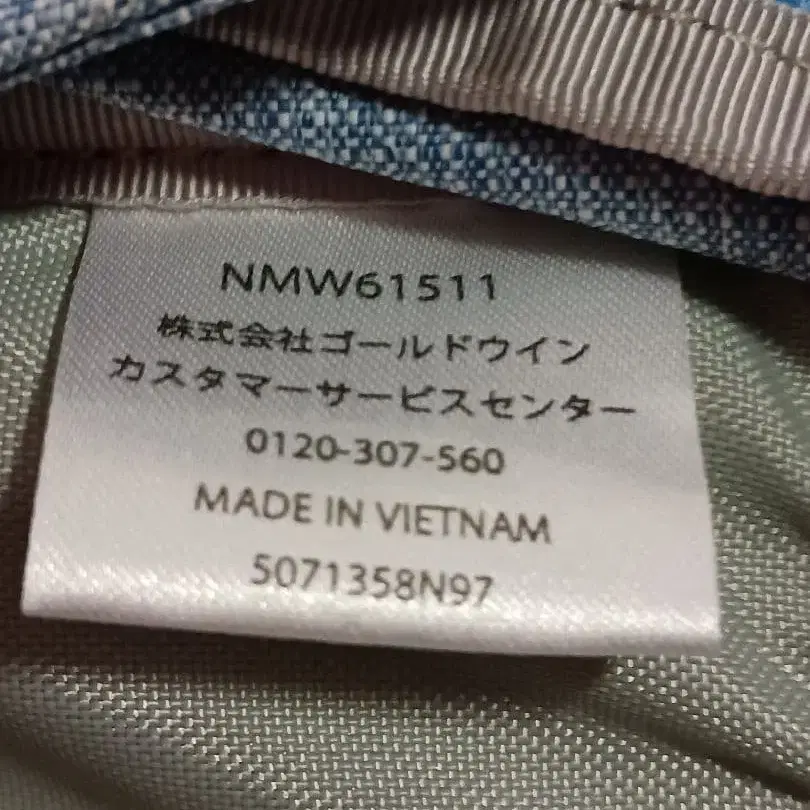 NMW61511
株式会社ゴールドウイン
カスタマーサービスセンター
0120-307-560
MADE IN VIETNAM
5071358N97